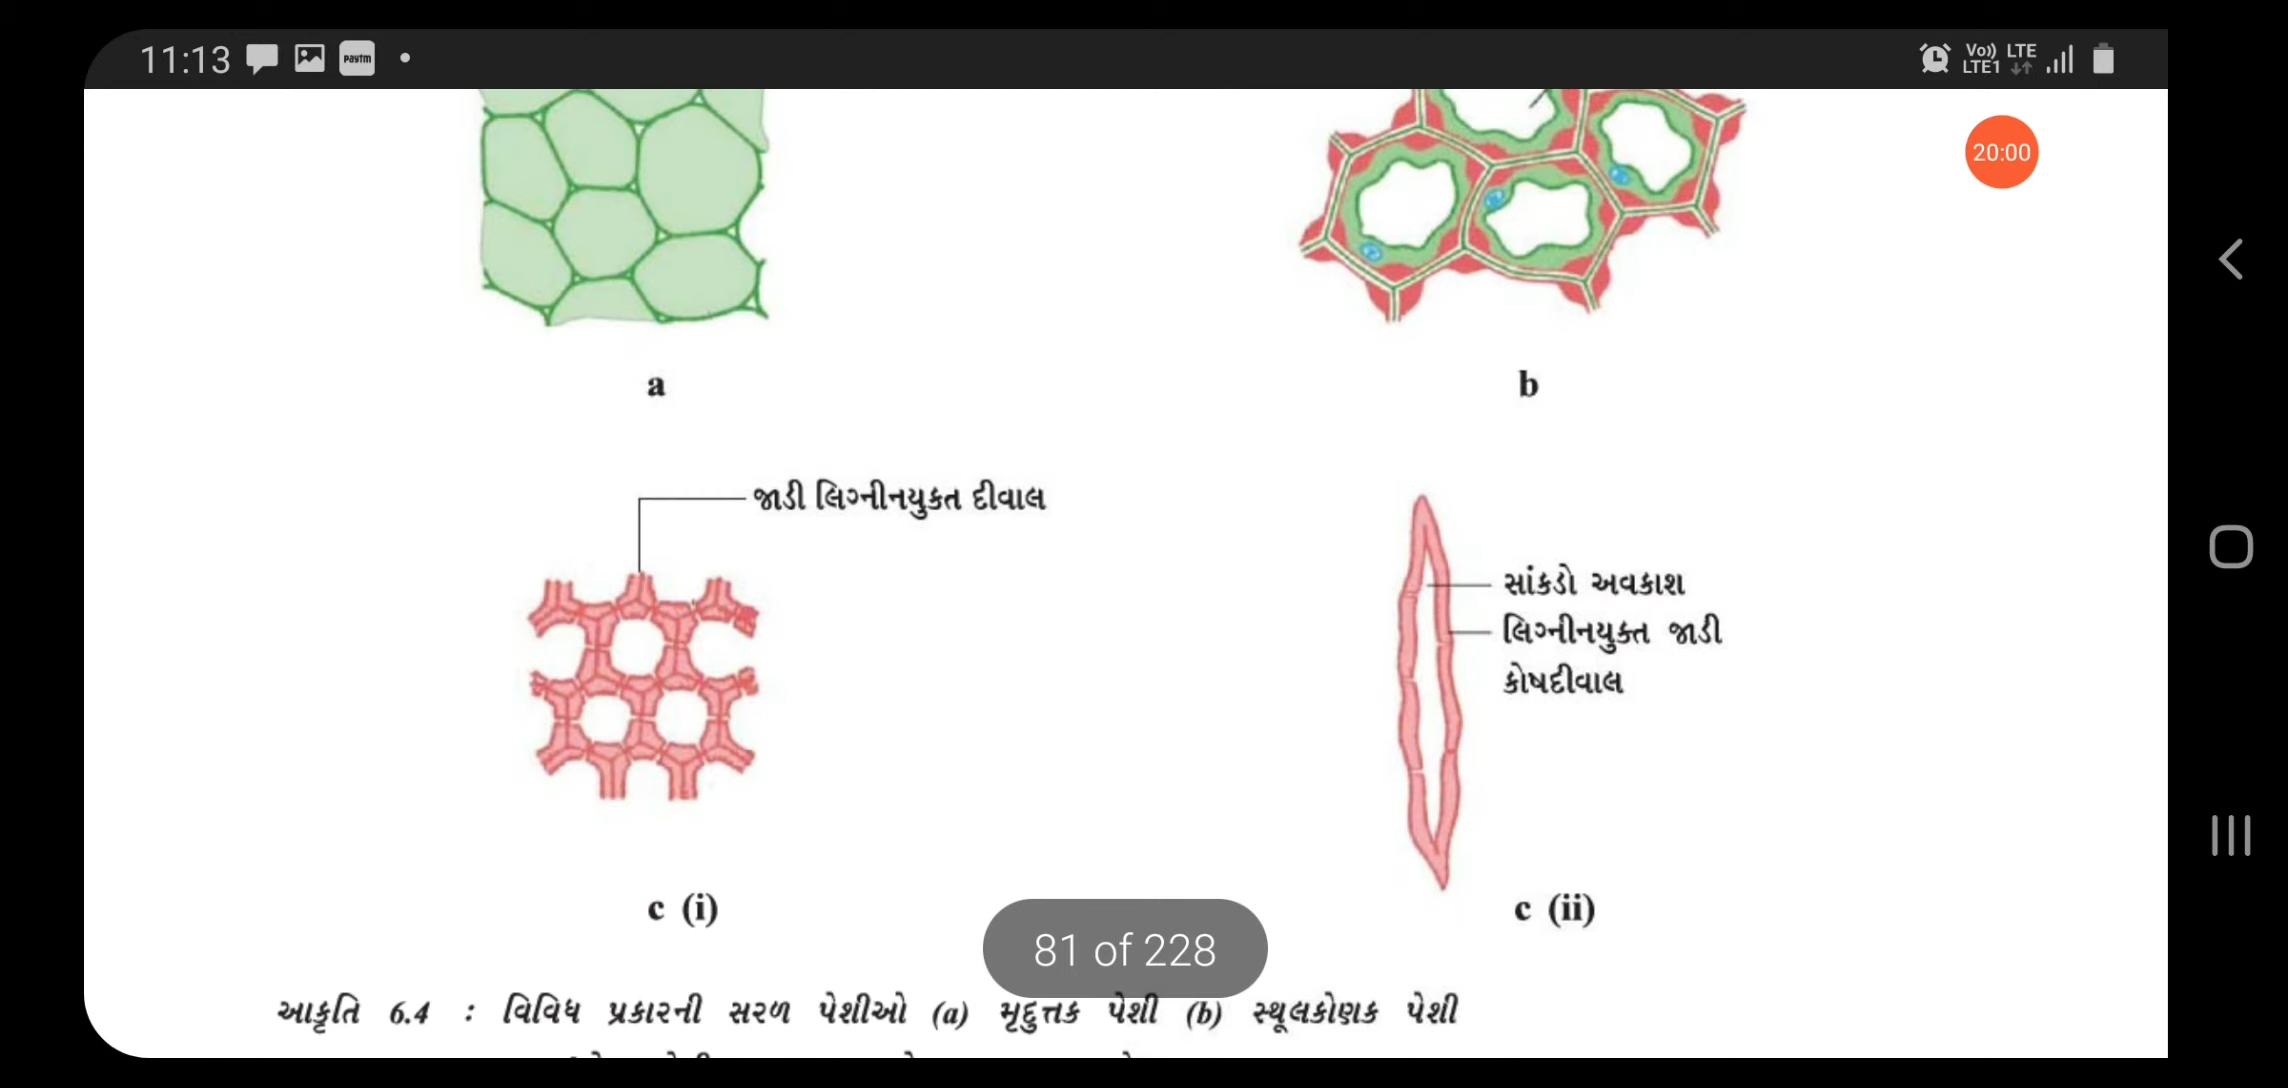 11:13 Paytm
Vo)) LTE
LTE1
20:00
a
b
જાડી લિગ્નીનયુક્ત દીવાલ
સાંકડો અવકાશ
લિગ્નીનયુક્ત જાડી
કોષદીવાલ
c (i)
c (ii)
81 of 228
આકૃતિ 6.4 : વિવિધ પ્રકારની સરળ પેશીઓ (a) મૃદુત્તક પેશી (b) સ્થૂલકોણક પેશી